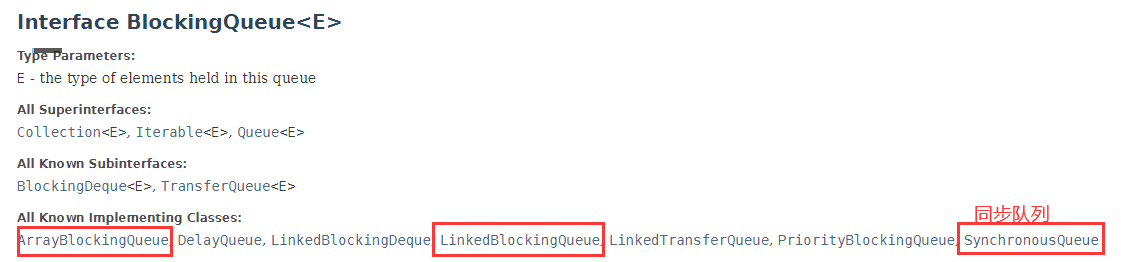 Interface BlockingQueue<E>
Type Parameters:
E - the type of elements held in this queue
All Superinterfaces:
Collection<E>, Iterable<E>, Queue<E>
All Known Subinterfaces:
BlockingDeque<E>, TransferQueue<E>
All Known Implementing Classes:
同步队列
ArrayBlockingQueue, DelayQueue, LinkedBlockingDeque, LinkedBlockingQueue, LinkedTransferQueue, PriorityBlockingQueue, SynchronousQueue